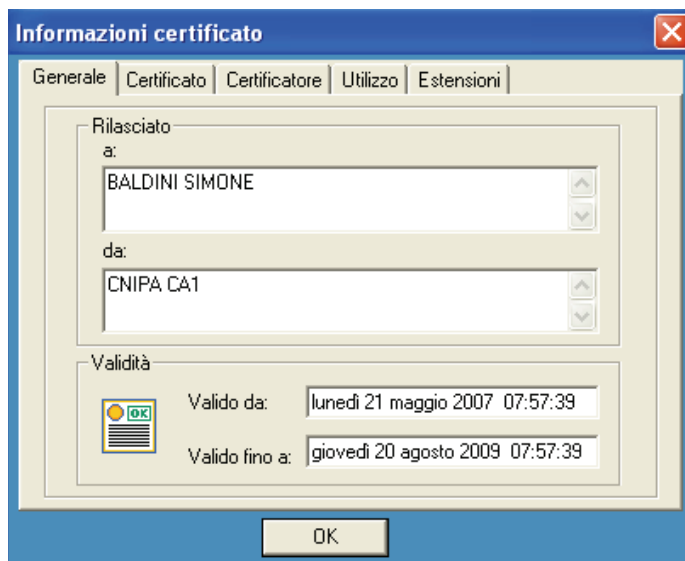 Informazioni certificato
Generale Certificato Certificatore Utilizzo Estensioni
Rilasciato
a:
BALDINI SIMONE
da:
CNIPA CA1
Validità
OK
Valido da: lunedì 21 maggio 2007 07:57:39
Valido fino a: giovedì 20 agosto 2009 07:57:39
OK